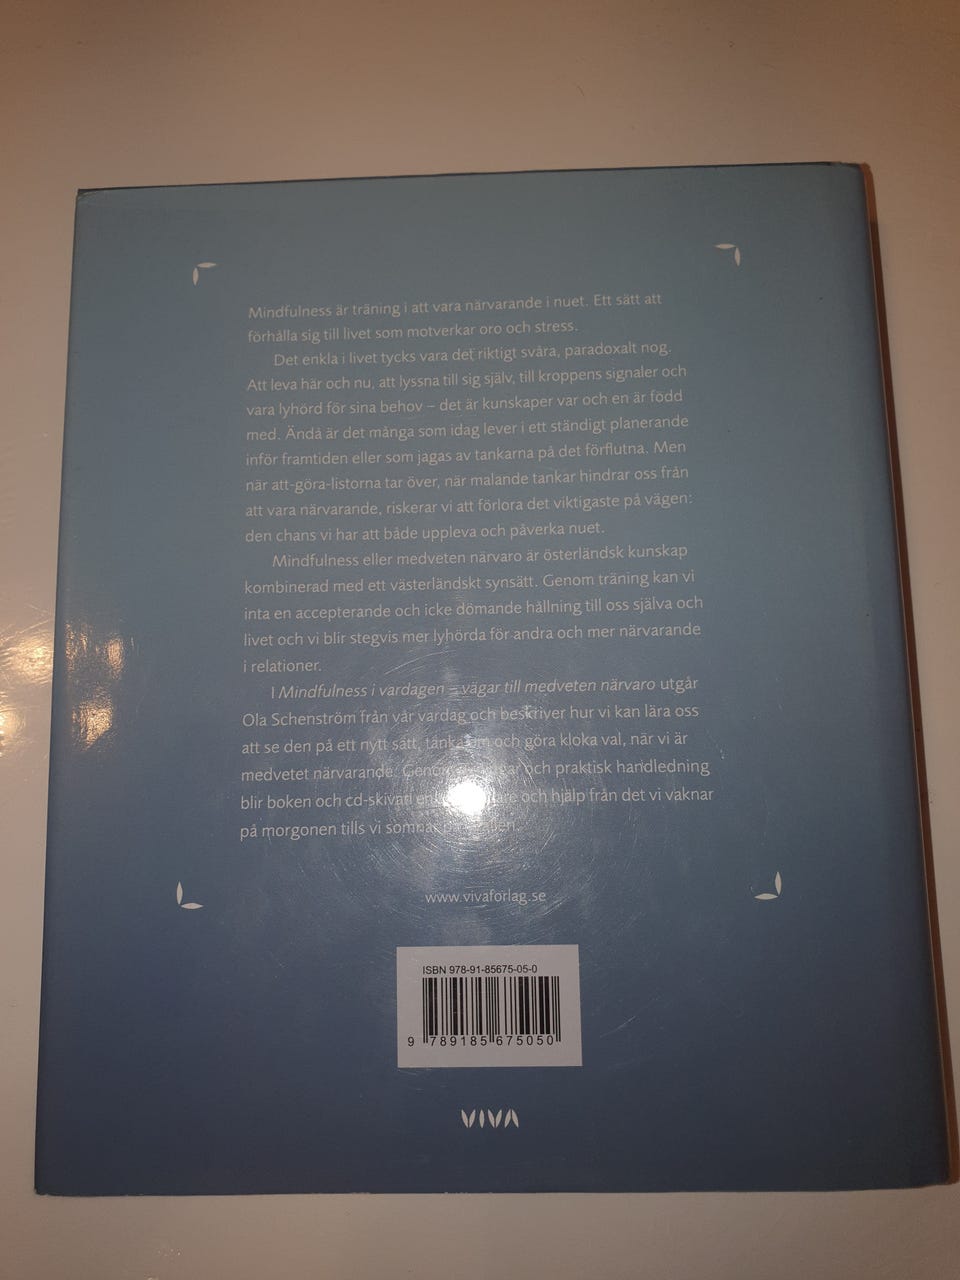 Mindfulness är träning i att vara närvarande i nuet. Ett sätt att
förhålla sig till livet som motverkar oro och stress.
Det enkla i livet tycks vara det riktigt svåra, paradoxalt nog.
Att leva här och nu, att lyssna till sig själv, till kroppens signaler och
vara lyhörd för sina behov – det är kunskaper var och en är född
med. Ändå är det många som idag lever i ett ständigt planerande
inför framtiden eller som jagas av tankarna på det förflutna. Men
när att-göra-listorna tar över, när malande tankar hindrar oss från
att vara närvarande, riskerar vi att förlora det viktigaste på vägen:
den chans vi har att både uppleva och påverka nuet.
Mindfulness eller medveten närvaro är österländsk kunskap
kombinerad med ett västerländskt synsätt. Genom träning kan vi
inta en accepterande och icke dömande hållning till oss själva och
livet och vi blir stegvis mer lyhörda för andra och mer närvarande
i relationer.
I Mindfulness i vardagen – vägar till medveten närvaro utgår
Ola Schenström från vår vardag och beskriver hur vi kan lära oss
att se den på ett nytt sätt, tänka om och göra kloka val, när vi är
medvetet närvarande. Genom och praktisk handledning
blir boken och cd-skivan och hjälp från det vi vaknar
på morgonen tills vi somnar
www.vivaforlag.se
ISBN 978-91-85675-05-0
9 789185 675050
VIVA